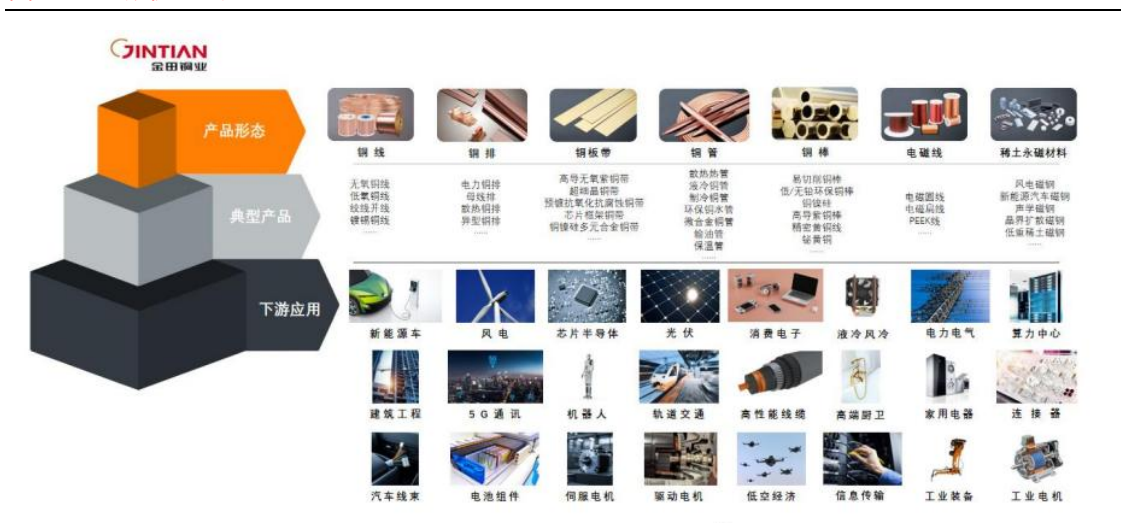 JINTIAN
金田铜业
产品形态
铜线 铜排 铜板带 铜管 铜棒 电磁线 稀土永磁材料
典型产品
无氧铜线
低氧铜线
绞线开线
镀锡铜线
......
电力铜排
母线排
散热铜排
异型铜排
......
高导无氧紫铜带
超细晶铜带
预镀抗氧化抗腐蚀铜带
芯片框架铜带
铜镍硅多元合金铜带
......
散热热管
液冷铜管
制冷铜管
环保铜水管
微合金铜管
输油管
保温管
......
易切削铜棒
低/无铅环保铜棒
铜镍硅
高导紫铜棒
精密黄铜线
铋黄铜
......
电磁圆线
电磁扁线
PEEK线
......
风电磁钢
新能源汽车磁钢
声学磁钢
晶界扩散磁钢
低重稀土磁钢
......
下游应用
新能源车 风电 芯片半导体 光伏 消费电子 液冷风冷 电力电气 算力中心
建筑工程 5G通讯 机器人 轨道交通 高性能线缆 高端厨卫 家用电器 连接器
汽车线束 电池组件 伺服电机 驱动电机 低空经济 信息传输 工业装备 工业电机